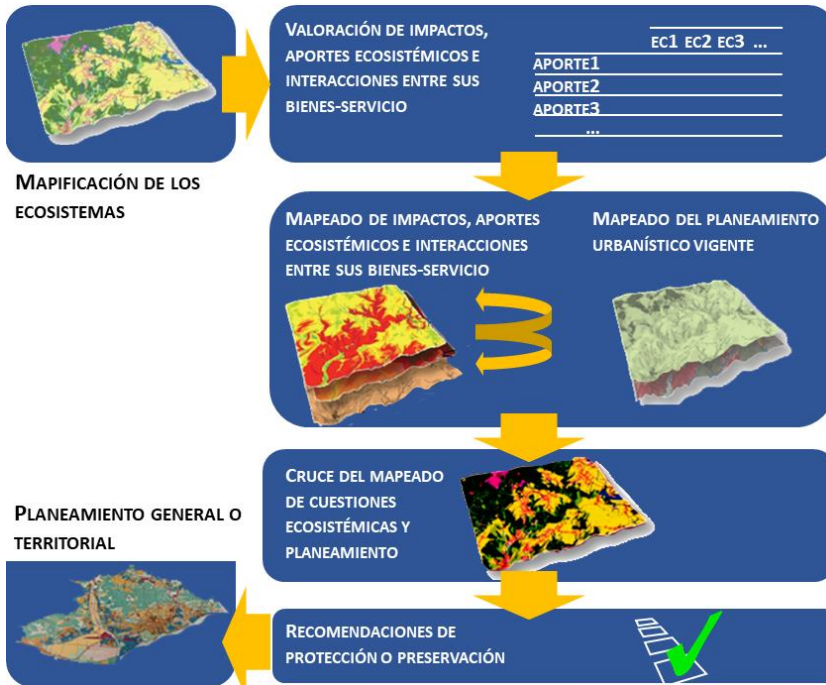 MAPIFICACIÓN DE LOS
ECOSISTEMAS
VALORACIÓN DE IMPACTOS,
APORTES ECOSISTÉMICOS E
INTERACCIONES ENTRE SUS
BIENES-SERVICIO
EC1 EC2 EC3 ...
APORTE1
APORTE2
APORTE3
...
MAPEADO DE IMPACTOS, APORTES
ECOSISTÉMICOS E INTERACCIONES
ENTRE SUS BIENES-SERVICIO
MAPEADO DEL PLANEAMIENTO
URBANÍSTICO VIGENTE
CRUCE DEL MAPEADO
DE CUESTIONES
ECOSISTÉMICAS Y
PLANEAMIENTO
RECOMENDACIONES DE
PROTECCIÓN O PRESERVACIÓN
PLANEAMIENTO GENERAL O
TERRITORIAL